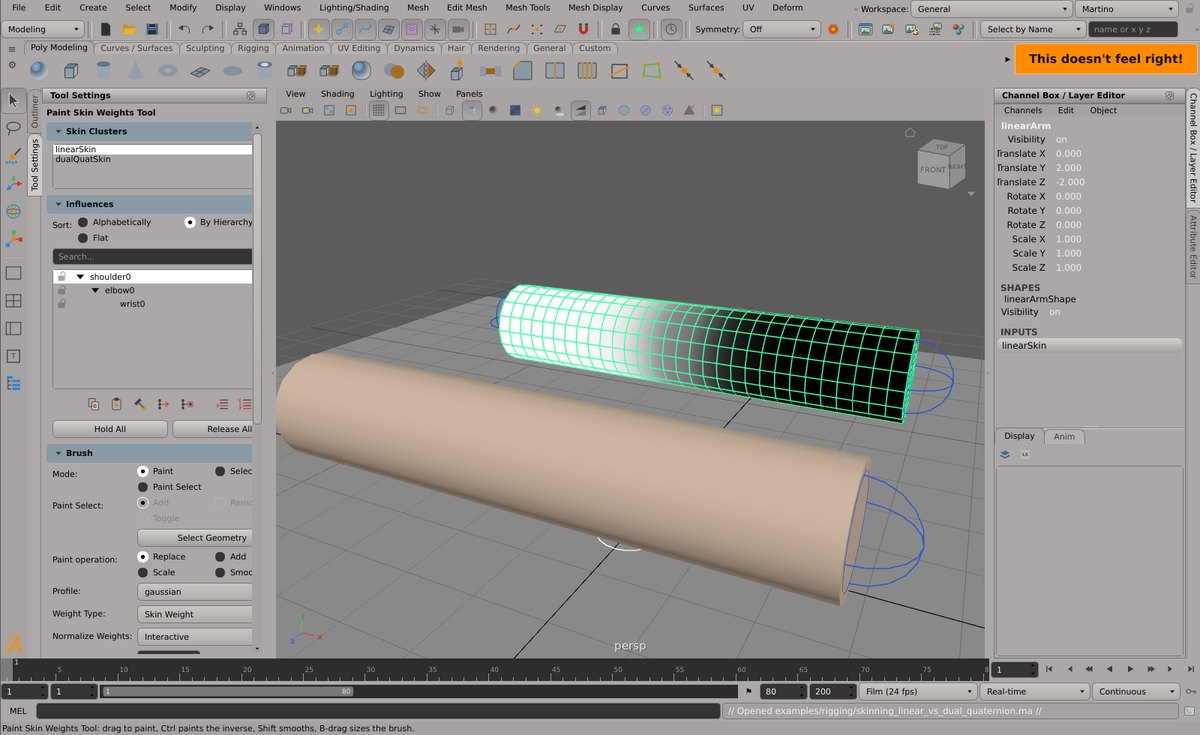 File Edit Create Select Modify Display Windows Lighting/Shading Mesh Edit Mesh Mesh Tools Mesh Display Curves Surfaces UV Deform Workspace: General Martino
Modeling Symmetry: Off Select by Name name or x y z
Poly Modeling Curves / Surfaces Sculpting Rigging Animation UV Editing Dynamics Hair Rendering General Custom
This doesn't feel right!
Tool Settings
Paint Skin Weights Tool
Outliner
Tool Settings
Skin Clusters
linearSkin
dualQuatSkin
Influences
Sort: Alphabetically By Hierarchy
Flat
Search...
shoulder0
elbow0
wrist0
Hold All Release All
Brush
Mode: Paint Selec
Paint Select
Paint Select: Add Remo
Toggle
Select Geometry
Paint operation: Replace Add
Scale Smoo
Profile: gaussian
Weight Type: Skin Weight
Normalize Weights: Interactive
View Shading Lighting Show Panels
TOP
FRONT RIGHT
y
z x
persp
Channel Box / Layer Editor
Channels Edit Object
linearArm
Visibility on
Translate X 0.000
Translate Y 2.000
Translate Z -2.000
Rotate X 0.000
Rotate Y 0.000
Rotate Z 0.000
Scale X 1.000
Scale Y 1.000
Scale Z 1.000
SHAPES
linearArmShape
Visibility on
INPUTS
linearSkin
Display Anim
Channel Box / Layer Editor
Attribute Editor
1 5 10 15 20 25 30 35 40 45 50 55 60 65 70 75 80 1
1 1 1 80 80 200 Film (24 fps) Real-time Continuous
MEL // Opened examples/rigging/skinning_linear_vs_dual_quaternion.ma //
Paint Skin Weights Tool: drag to paint, Ctrl paints the inverse, Shift smooths, B-drag sizes the brush.